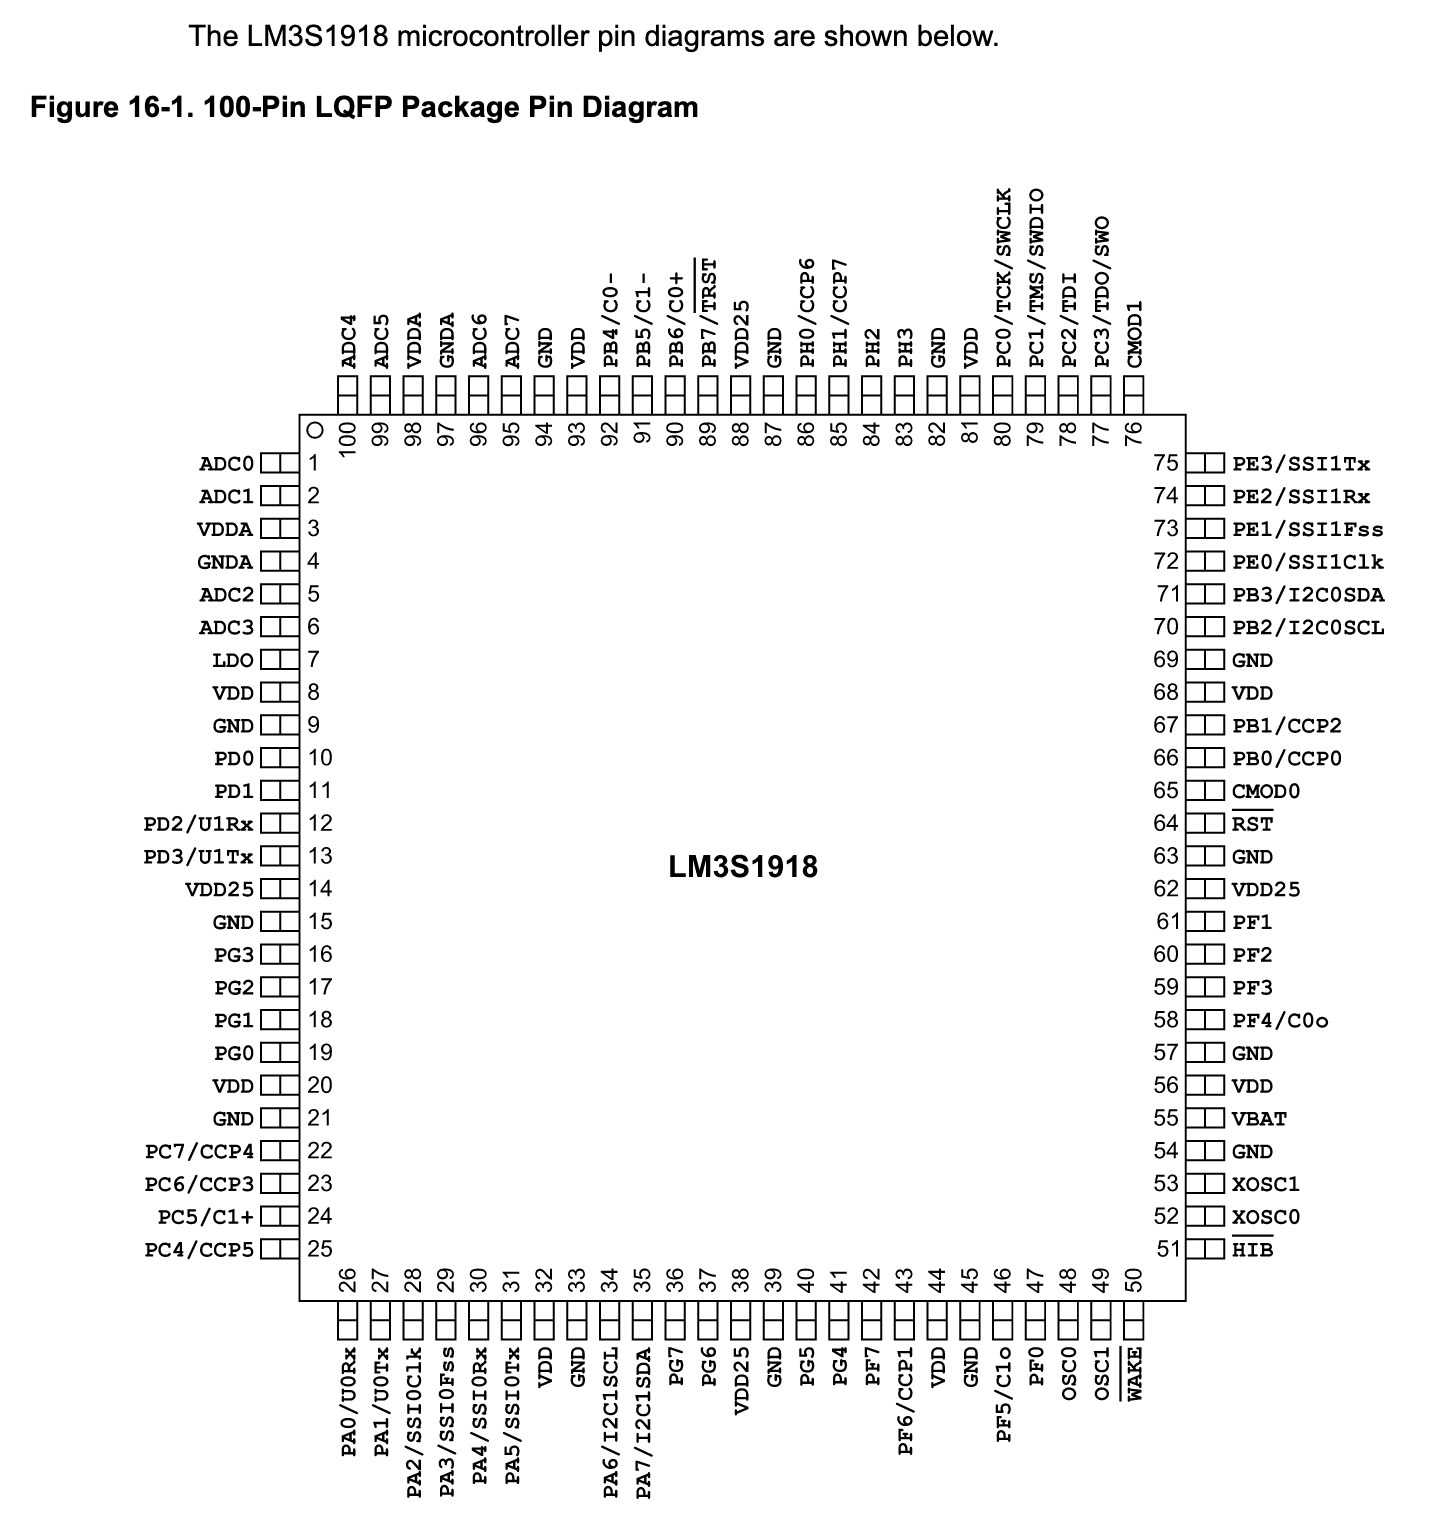 The LM3S1918 microcontroller pin diagrams are shown below.
Figure 16-1. 100-Pin LQFP Package Pin Diagram
ADC4
ADC5
VDDA
GNDA
ADC6
ADC7
GND
VDD
PB4/C0-
PB5/C1-
PB6/C0+
PB7/TRST
VDD25
GND
PH0/CCP6
PH1/CCP7
PH2
PH3
GND
VDD
PC0/TCK/SWCLK
PC1/TMS/SWDIO
PC2/TDI
PC3/TDO/SWO
CMOD1
100
99
98
97
96
95
94
93
92
91
90
89
88
87
86
85
84
83
82
81
80
79
78
77
76
ADC0 1
ADC1 2
VDDA 3
GNDA 4
ADC2 5
ADC3 6
LDO 7
VDD 8
GND 9
PD0 10
PD1 11
PD2/U1Rx 12
PD3/U1Tx 13
VDD25 14
GND 15
PG3 16
PG2 17
PG1 18
PG0 19
VDD 20
GND 21
PC7/CCP4 22
PC6/CCP3 23
PC5/C1+ 24
PC4/CCP5 25
LM3S1918
75 PE3/SSI1Tx
74 PE2/SSI1Rx
73 PE1/SSI1Fss
72 PE0/SSI1Clk
71 PB3/I2C0SDA
70 PB2/I2C0SCL
69 GND
68 VDD
67 PB1/CCP2
66 PB0/CCP0
65 CMOD0
64 RST
63 GND
62 VDD25
61 PF1
60 PF2
59 PF3
58 PF4/C0o
57 GND
56 VDD
55 VBAT
54 GND
53 XOSC1
52 XOSC0
51 HIB
26
27
28
29
30
31
32
33
34
35
36
37
38
39
40
41
42
43
44
45
46
47
48
49
50
PA0/U0Rx
PA1/U0Tx
PA2/SSI0Clk
PA3/SSI0Fss
PA4/SSI0Rx
PA5/SSI0Tx
VDD
GND
PA6/I2C1SCL
PA7/I2C1SDA
PG7
PG6
VDD25
GND
PG5
PG4
PF7
PF6/CCP1
VDD
GND
PF5/C1o
PF0
OSC0
OSC1
WAKE